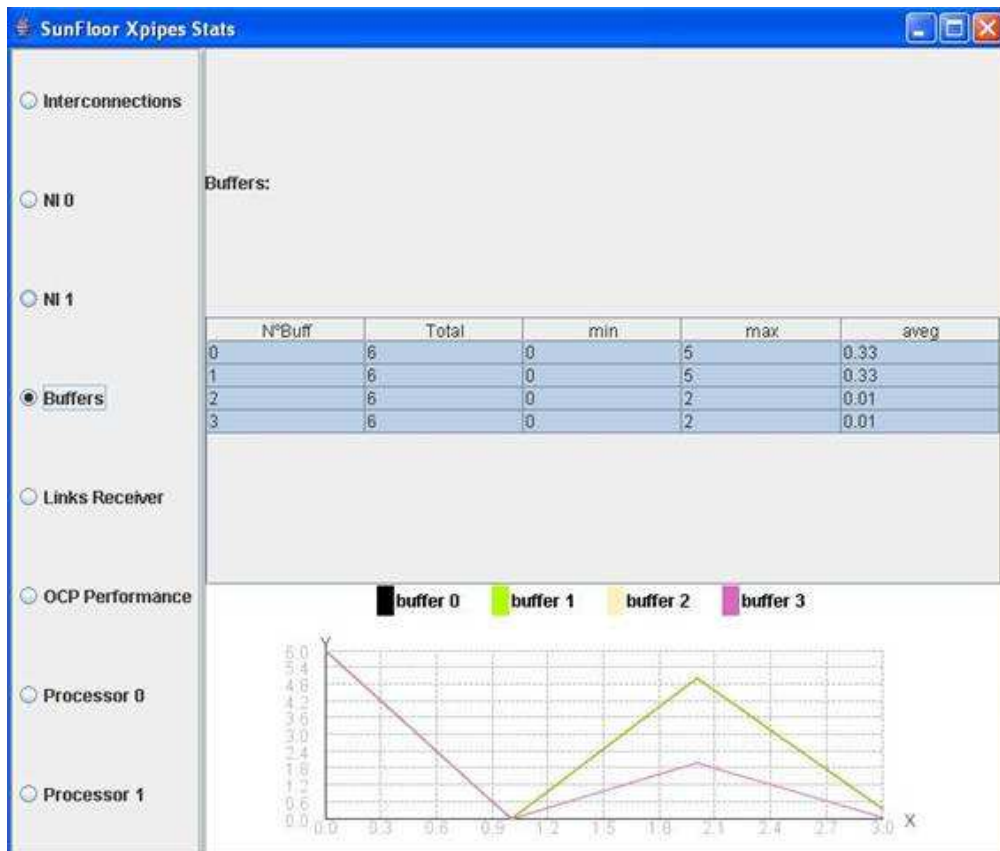 SunFloor Xpipes Stats
Interconnections
NI 0
NI 1
Buffers
Links Receiver
OCP Performance
Processor 0
Processor 1
Buffers:
NºBuff Total min max aveg
0 6 0 5 0.33
1 6 0 5 0.33
2 6 0 2 0.01
3 6 0 2 0.01
buffer 0 buffer 1 buffer 2 buffer 3
Y
6.0
5.4
4.8
4.2
3.6
3.0
2.4
1.8
1.2
0.6
0.0
0.0 0.3 0.6 0.9 1.2 1.5 1.8 2.1 2.4 2.7 3.0 X